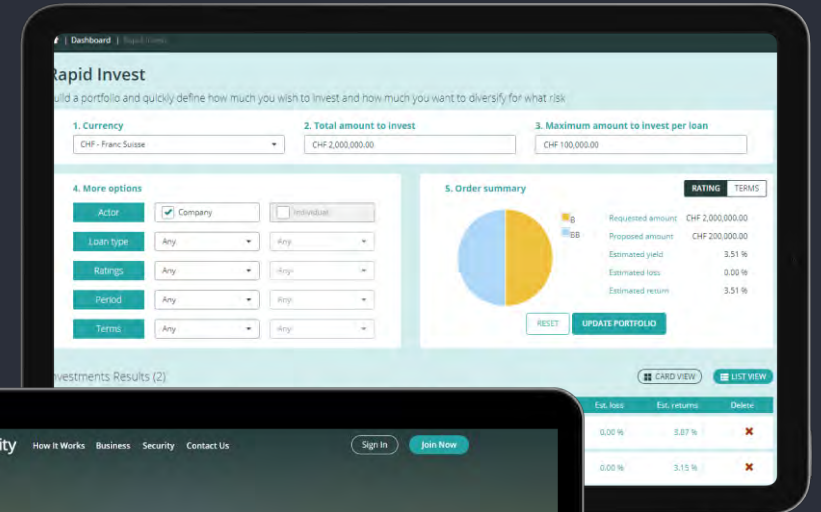 Dashboard | Rapid Invest
Rapid Invest
uild a portfolio and quickly define how much you wish to invest and how much you want to diversify for what risk
1. Currency 2. Total amount to invest 3. Maximum amount to invest per loan
CHF - Franc Suisse CHF 2,000,000.00 CHF 100,000.00
4. More options 5. Order summary RATING TERMS
Actor Company Individual
Loan type Any Any
Ratings Any Any
Period Any Any
Terms Any Any
B
BB
Requested amount CHF 2,000,000.00
Proposed amount CHF 200,000.00
Estimated yield 3.51 %
Estimated loss 0.00 %
Estimated return 3.51 %
RESET UPDATE PORTFOLIO
nvestments Results (2) CARD VIEW LIST VIEW
Est. loss Est. returns Delete
0.00 % 3.87 %
0.00 % 3.15 %
ity How It Works Business Security Contact Us Sign In Join Now